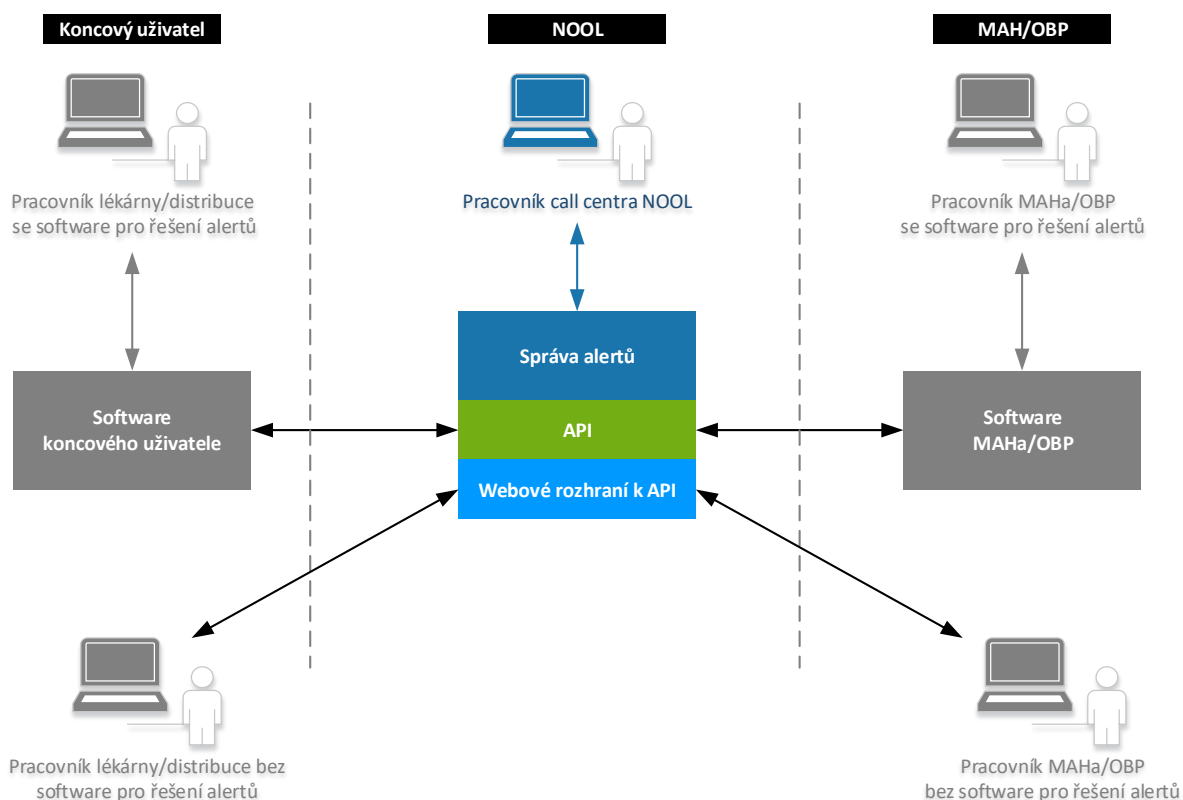 Koncový uživatel
NOOL
MAH/OBP
Pracovník lékárny/distribuce
se software pro řešení alertů
Pracovník call centra NOOL
Pracovník MAHa/OBP
se software pro řešení alertů
Správa alertů
Software
koncového uživatele
API
Software
MAHa/OBP
Webové rozhraní k API
Pracovník lékárny/distribuce bez
software pro řešení alertů
Pracovník MAHa/OBP
bez software pro řešení alertů